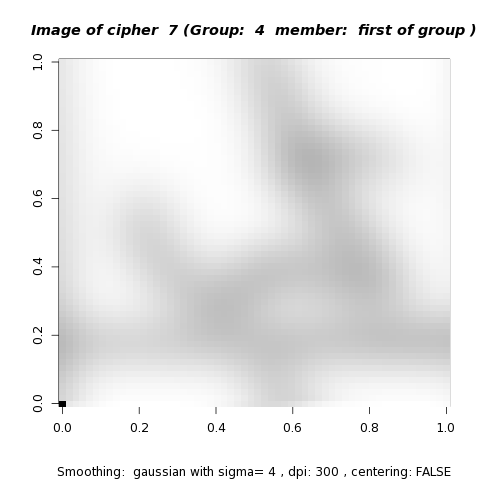 Image of cipher 7 (Group: 4 member: first of group )
1.0
0.8
0.6
0.4
0.2
0.0
0.0 0.2 0.4 0.6 0.8 1.0
Smoothing: gaussian with sigma= 4 , dpi: 300 , centering: FALSE